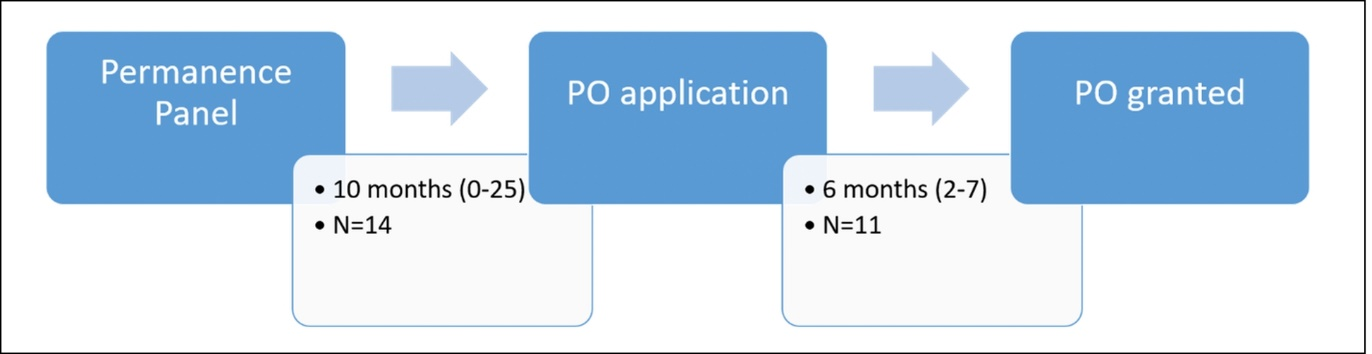 Permanence
Panel
PO application
PO granted
• 10 months (0-25)
• N=14
• 6 months (2-7)
• N=11